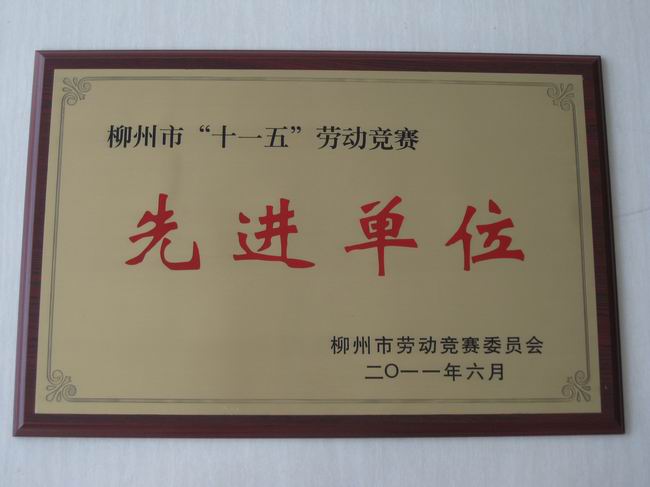 柳州市“十一五”劳动竞赛
先进单位
柳州市劳动竞赛委员会
二〇一一年六月